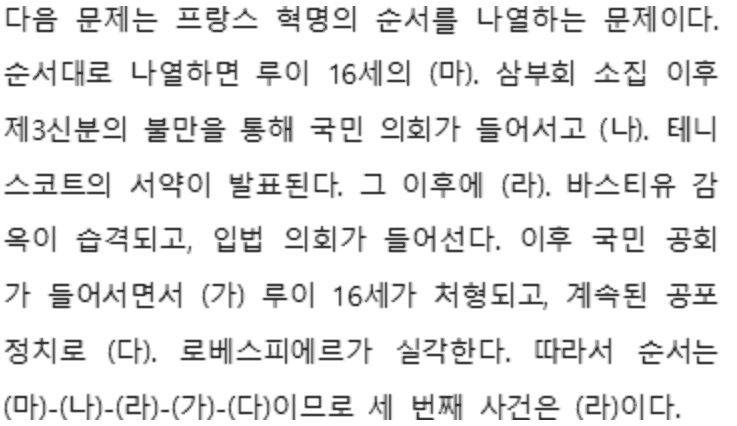 다음 문제는 프랑스 혁명의 순서를 나열하는 문제이다.
순서대로 나열하면 루이 16세의 (마). 삼부회 소집 이후
제3신분의 불만을 통해 국민 의회가 들어서고 (나). 테니
스코트의 서약이 발표된다. 그 이후에 (라). 바스티유 감
옥이 습격되고, 입법 의회가 들어선다. 이후 국민 공회
가 들어서면서 (가) 루이 16세가 처형되고, 계속된 공포
정치로 (다). 로베스피에르가 실각한다. 따라서 순서는
(마)-(나)-(라)-(가)-(다)이므로 세 번째 사건은 (라)이다.